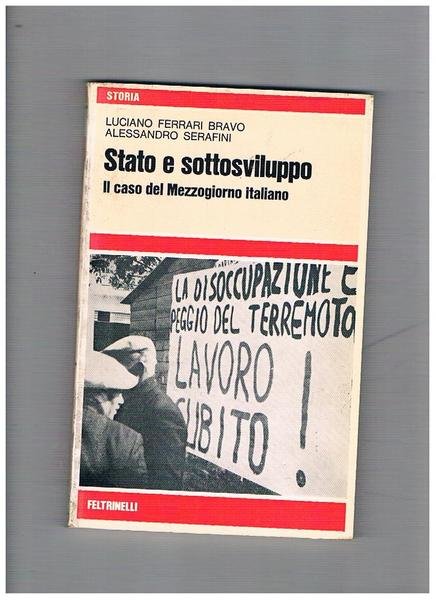 STORIA
LUCIANO FERRARI BRAVO
ALESSANDRO SERAFINI
Stato e sottosviluppo
Il caso del Mezzogiorno italiano
LA DISOCCUPAZIUNE E
PEGGIO DEL TERREMOTO
LAVORO
SUBITO !
FELTRINELLI